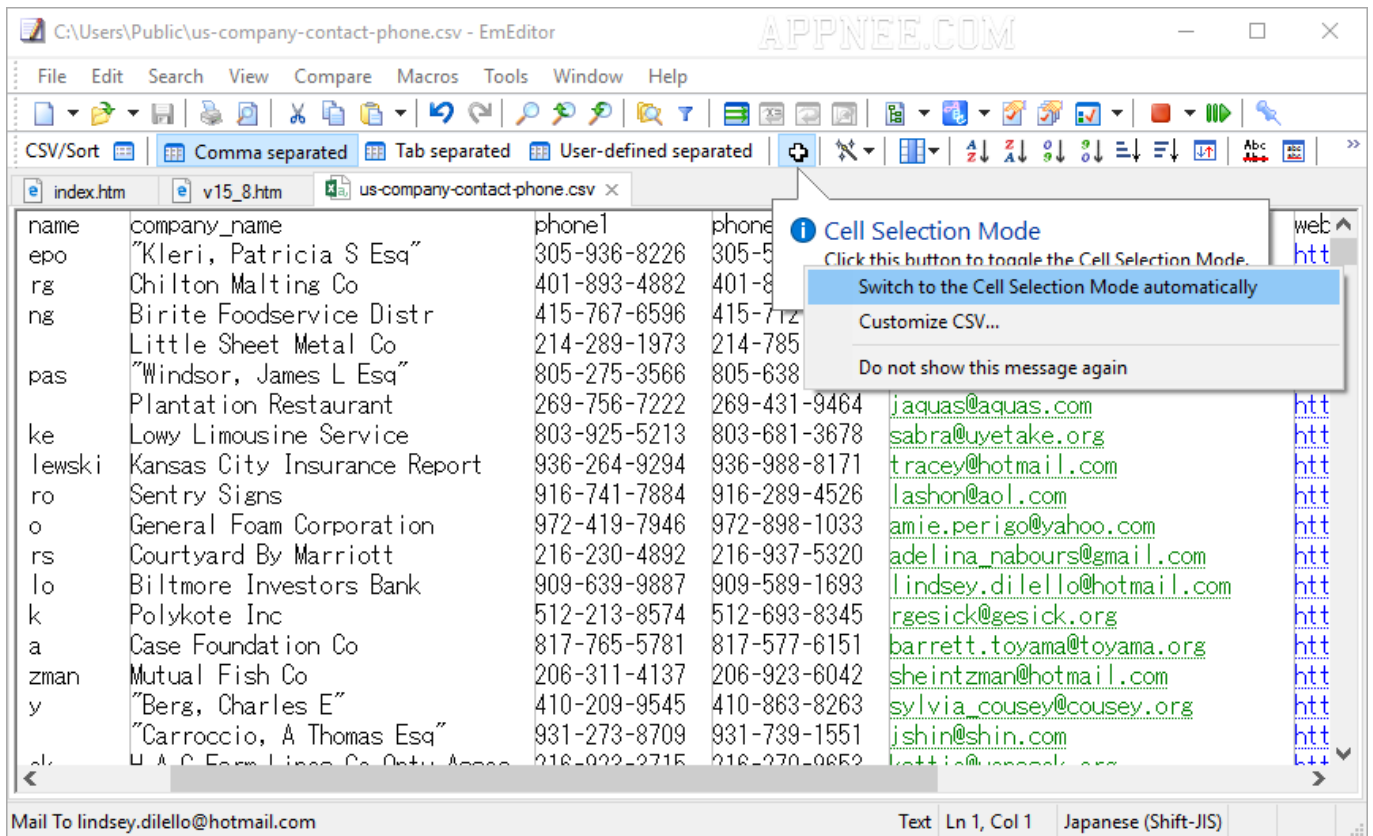 C:\Users\Public\us-company-contact-phone.csv - EmEditor
APPNEE.COM
File Edit Search View Compare Macros Tools Window Help
CSV/Sort Comma separated Tab separated User-defined separated
index.htm v15_8.htm us-company-contact-phone.csv
name company_name phone1 phone web
epo "Kleri, Patricia S Esq" 305-936-8226 305-5 htt
rg Chilton Malting Co 401-893-4882 401-8
ng Birite Foodservice Distr 415-767-6596 415-712
Little Sheet Metal Co 214-289-1973 214-785
pas "Windsor, James L Esq" 805-275-3566 805-638
Plantation Restaurant 269-756-7222 269-431-9464 jaquas@aquas.com htt
ke Lowy Limousine Service 803-925-5213 803-681-3678 sabra@uyetake.org htt
lewski Kansas City Insurance Report 936-264-9294 936-988-8171 tracey@hotmail.com htt
ro Sentry Signs 916-741-7884 916-289-4526 lashon@aol.com htt
o General Foam Corporation 972-419-7946 972-898-1033 amie.perigo@yahoo.com htt
rs Courtyard By Marriott 216-230-4892 216-937-5320 adelina_nabours@gmail.com htt
lo Biltmore Investors Bank 909-639-9887 909-589-1693 lindsey.dilello@hotmail.com htt
k Polykote Inc 512-213-8574 512-693-8345 rgesick@gesick.org htt
a Case Foundation Co 817-765-5781 817-577-6151 barrett.toyama@toyama.org htt
zman Mutual Fish Co 206-311-4137 206-923-6042 sheintzman@hotmail.com htt
y "Berg, Charles E" 410-209-9545 410-863-8263 sylvia_cousey@cousey.org htt
"Carroccio, A Thomas Esq" 931-273-8709 931-739-1551 jshin@shin.com htt
Cell Selection Mode
Click this button to toggle the Cell Selection Mode.
Switch to the Cell Selection Mode automatically
Customize CSV...
Do not show this message again
Mail To lindsey.dilello@hotmail.com Text Ln 1, Col 1 Japanese (Shift-JIS)